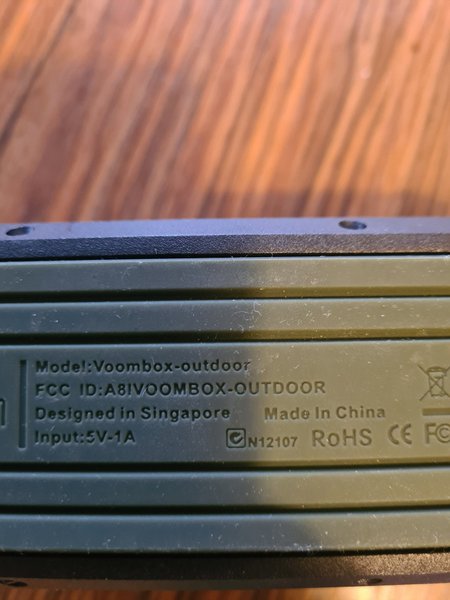 Model:Voombox-outdoor
FCC ID:A8IVOOMBOX-OUTDOOR
Designed in Singapore Made In China
Input:5V-1A N12107 RoHS CE FC